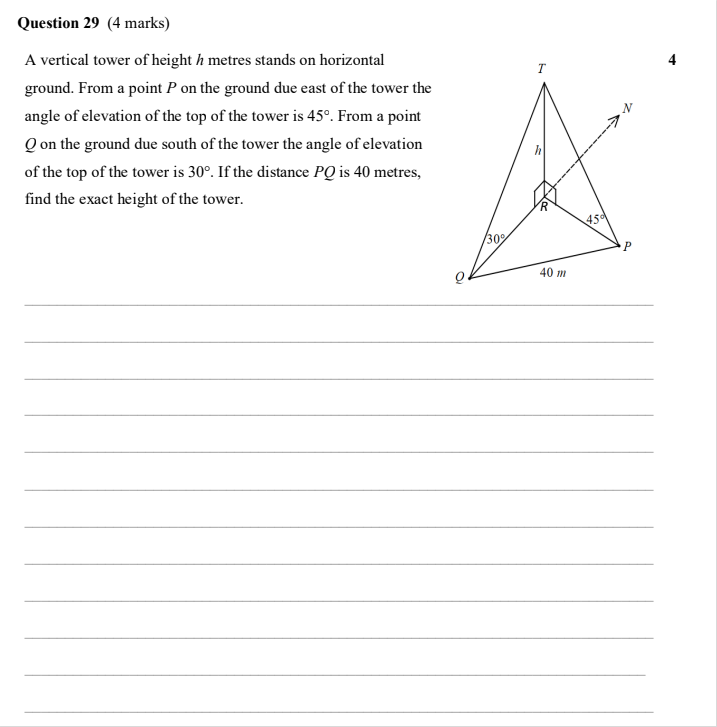 Question 29 (4 marks)
A vertical tower of height h metres stands on horizontal
4
ground. From a point P on the ground due east of the tower the
angle of elevation of the top of the tower is 45°. From a point
Q on the ground due south of the tower the angle of elevation
of the top of the tower is 30°. If the distance PQ is 40 metres,
find the exact height of the tower.
T
N
h
R
45°
30°
P
Q
40 m